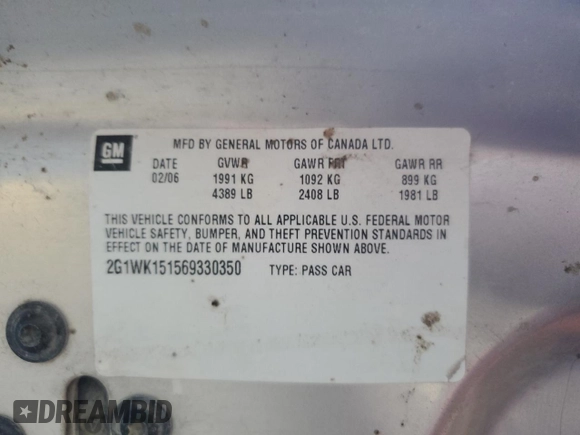 GM
MFD BY GENERAL MOTORS OF CANADA LTD.
DATE GVWR GAWR FRT GAWR RR
02/06 1991 KG 1092 KG 899 KG
4389 LB 2408 LB 1981 LB
THIS VEHICLE CONFORMS TO ALL APPLICABLE U.S. FEDERAL MOTOR
VEHICLE SAFETY, BUMPER, AND THEFT PREVENTION STANDARDS IN
EFFECT ON THE DATE OF MANUFACTURE SHOWN ABOVE.
2G1WK151569330350 TYPE: PASS CAR
DREAMBID